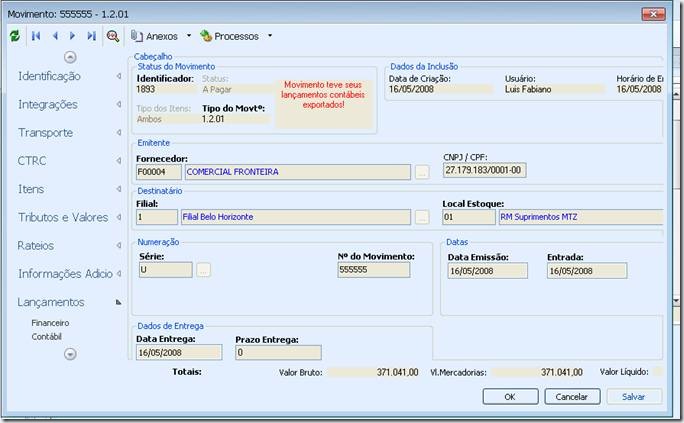 Movimento: 555555 - 1.2.01
Anexos
Processos
Identificação
Integrações
Transporte
CTRC
Itens
Tributos e Valores
Rateios
Informações Adicio
Lançamentos
Financeiro
Contábil
Cabeçalho
Status do Movimento
Identificador:
Status:
1893
A Pagar
Tipo dos Itens:
Tipo do Movtº:
Ambos
1.2.01
Movimento teve seus
lançamentos contábeis
exportados!
Dados da Inclusão
Data de Criação:
Usuário:
Horário de Er
16/05/2008
Luis Fabiano
16/05/2008
Emitente
Fornecedor:
CNPJ / CPF:
F00004
COMERCIAL FRONTEIRA
...
27.179.183/0001-00
Destinatário
Filial:
Local Estoque:
1
Filial Belo Horizonte
...
01
RM Suprimentos MTZ
Numeração
Série:
Nº do Movimento:
U
...
555555
Datas
Data Emissão:
Entrada:
16/05/2008
16/05/2008
Dados de Entrega
Data Entrega:
Prazo Entrega:
16/05/2008
0
Totais:
Valor Bruto:
371.041,00
Vl.Mercadorias:
371.041,00
Valor Líquido:
OK
Cancelar
Salvar